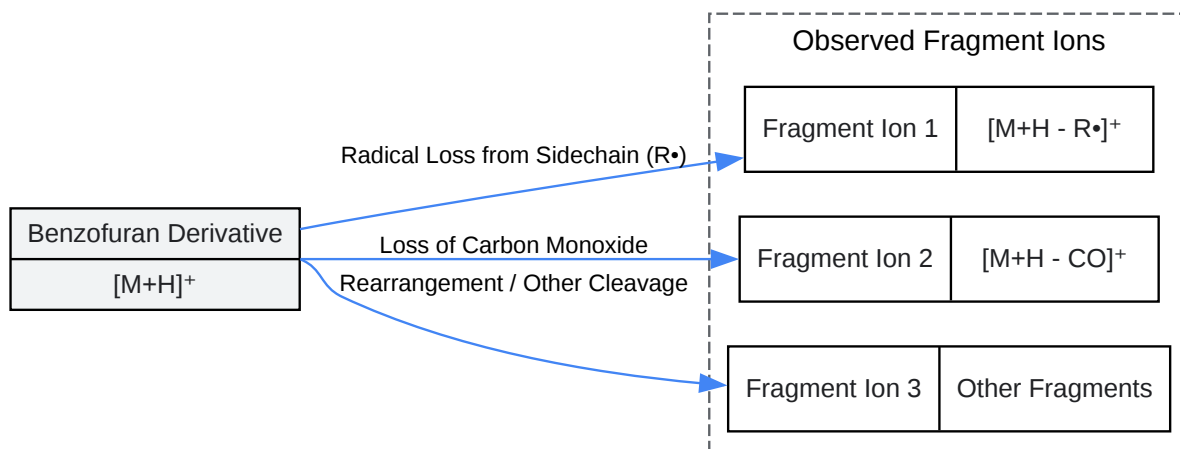 Observed Fragment Ions
Fragment Ion 1
[M+H - R•]⁺
Radical Loss from Sidechain (R•)
Benzofuran Derivative
[M+H]⁺
Loss of Carbon Monoxide
Fragment Ion 2
[M+H - CO]⁺
Rearrangement / Other Cleavage
Fragment Ion 3
Other Fragments